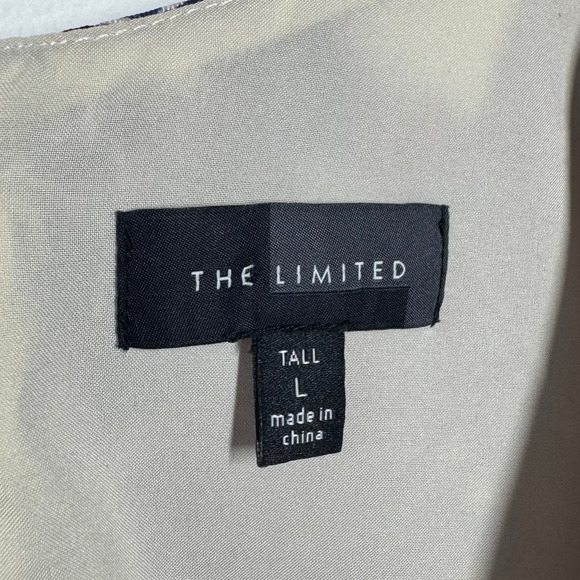 THE LIMITED
TALL
L
made in
china